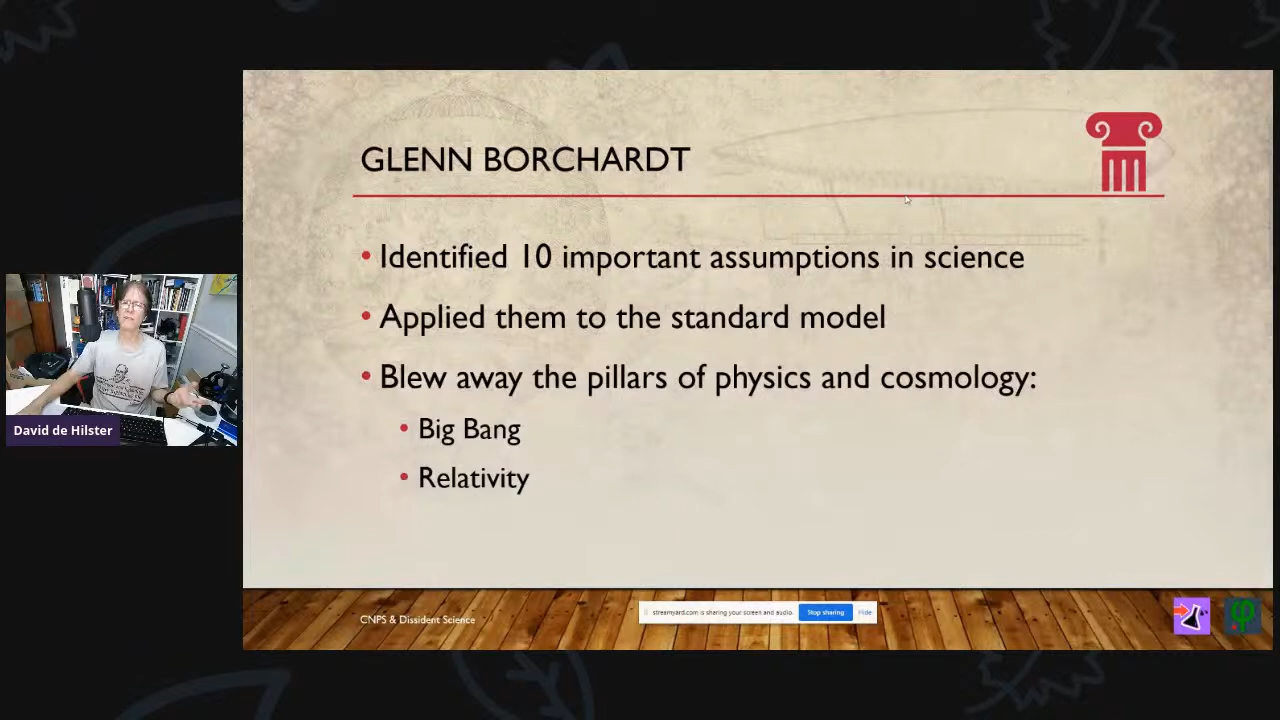 GLENN BORCHARDT
• Identified 10 important assumptions in science
• Applied them to the standard model
• Blew away the pillars of physics and cosmology:
• Big Bang
• Relativity
David de Hilster
CNPS & Dissident Science
streamyard.com is sharing your screen and audio.
Stop sharing
Hide